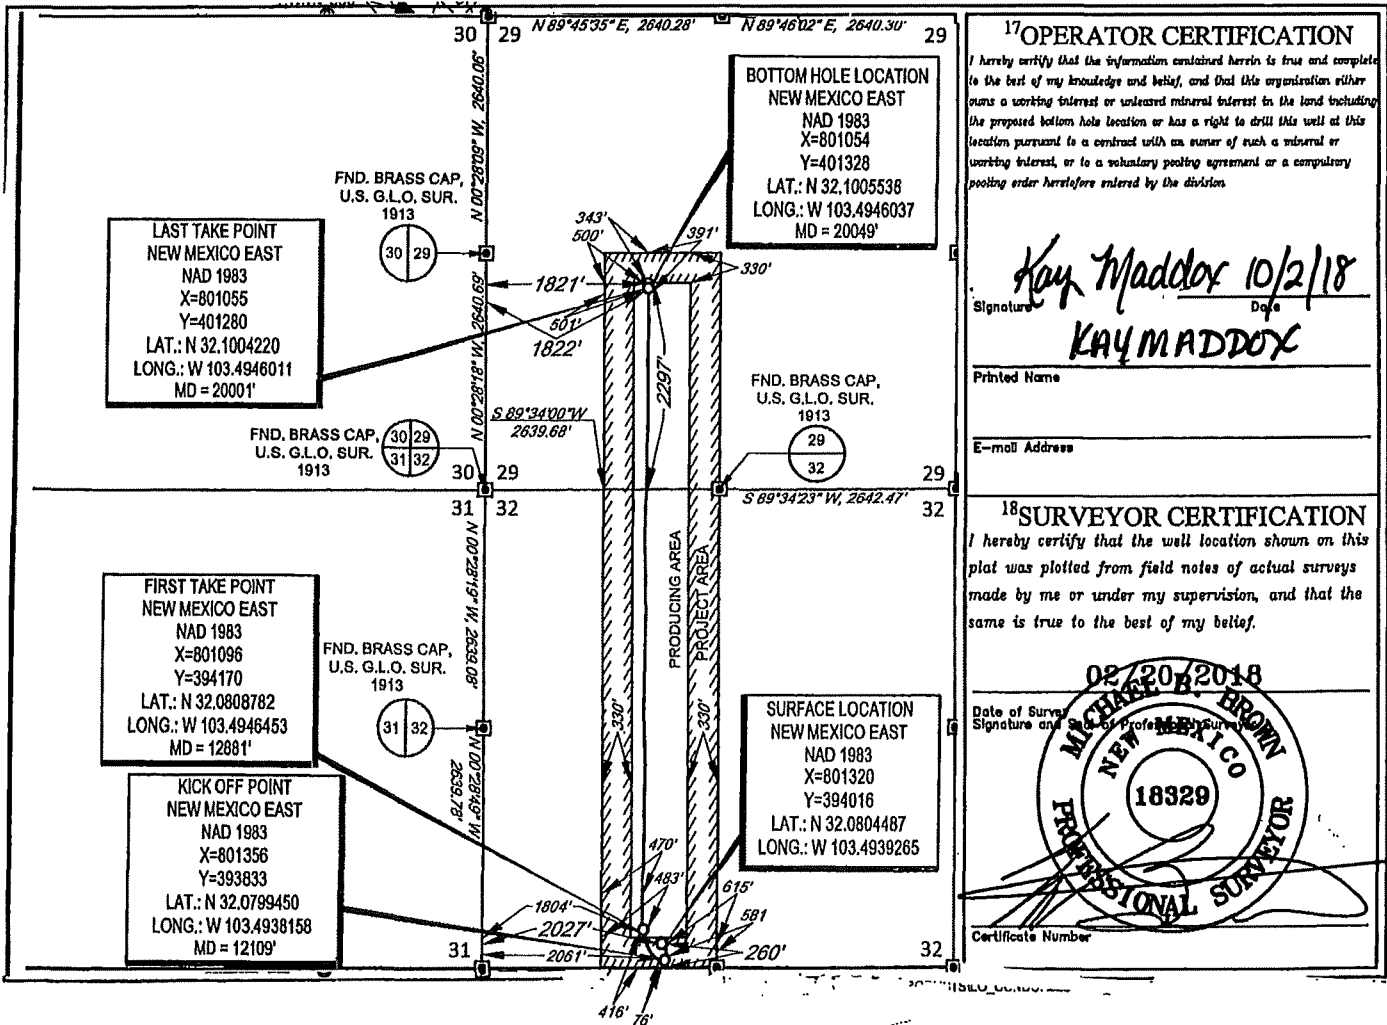 N 89°45'35" E, 2640.28'
N 89°46'02" E, 2640.30'
30 29
29
N 00°28'09" W, 2640.06'
BOTTOM HOLE LOCATION
NEW MEXICO EAST
NAD 1983
X=801054
Y=401328
LAT.: N 32.1005538
LONG.: W 103.4946037
MD = 20049'
FND. BRASS CAP,
U.S. G.L.O. SUR.
1913
30 29
LAST TAKE POINT
NEW MEXICO EAST
NAD 1983
X=801055
Y=401280
LAT.: N 32.1004220
LONG.: W 103.4946011
MD = 20001'
343'
500'
391'
330'
1821'
501'
1822'
N 00°28'18" W, 2640.69'
2297'
S 89°34'00" W
2639.68'
FND. BRASS CAP,
U.S. G.L.O. SUR.
1913
29
32
FND. BRASS CAP,
U.S. G.L.O. SUR.
1913
30 29
31 32
30 29
29
31 32
32
S 89°34'23" W, 2642.47'
N 00°28'19" W, 2639.08'
FIRST TAKE POINT
NEW MEXICO EAST
NAD 1983
X=801096
Y=394170
LAT.: N 32.0808782
LONG.: W 103.4946453
MD = 12881'
FND. BRASS CAP,
U.S. G.L.O. SUR.
1913
31 32
PRODUCING AREA
PROJECT AREA
330'
330'
N 00°28'49" W
2639.78'
SURFACE LOCATION
NEW MEXICO EAST
NAD 1983
X=801320
Y=394016
LAT.: N 32.0804487
LONG.: W 103.4939265
KICK OFF POINT
NEW MEXICO EAST
NAD 1983
X=801356
Y=393833
LAT.: N 32.0799450
LONG.: W 103.4938158
MD = 12109'
470'
483'
615'
581
1804'
2027'
2061'
260'
31
32
416'
76'
17OPERATOR CERTIFICATION
I hereby certify that the information contained herein is true and complete
to the best of my knowledge and belief, and that this organization either
owns a working interest or unleased mineral interest in the land including
the proposed bottom hole location or has a right to drill this well at this
location pursuant to a contract with an owner of such a mineral or
working interest, or to a voluntary pooling agreement or a compulsory
pooling order heretofore entered by the division
Kay Maddox 10/2/18
Signature Date
KAY MADDOX
Printed Name
E-mail Address
18SURVEYOR CERTIFICATION
I hereby certify that the well location shown on this
plat was plotted from field notes of actual surveys
made by me or under my supervision, and that the
same is true to the best of my belief.
02/20/2018
Date of Survey
Signature and Seal of Professional Surveyor
MICHAEL B. BROWN
NEW MEXICO
18329
PROFESSIONAL SURVEYOR
Certificate Number